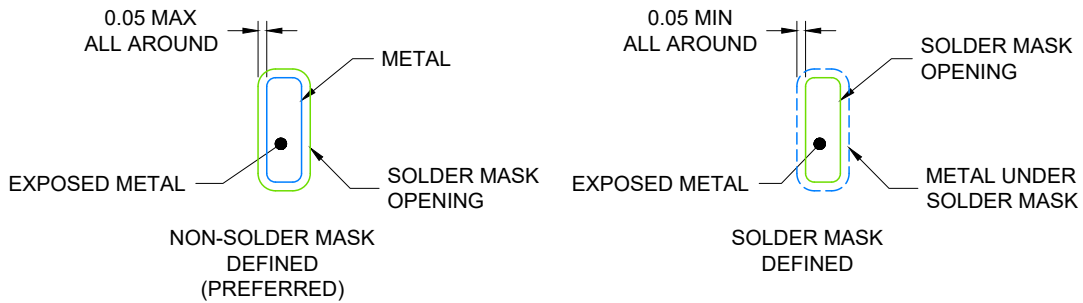 0.05 MAX
ALL AROUND
METAL
EXPOSED METAL
SOLDER MASK
OPENING
NON-SOLDER MASK
DEFINED
(PREFERRED)
0.05 MIN
ALL AROUND
SOLDER MASK
OPENING
EXPOSED METAL
METAL UNDER
SOLDER MASK
SOLDER MASK
DEFINED